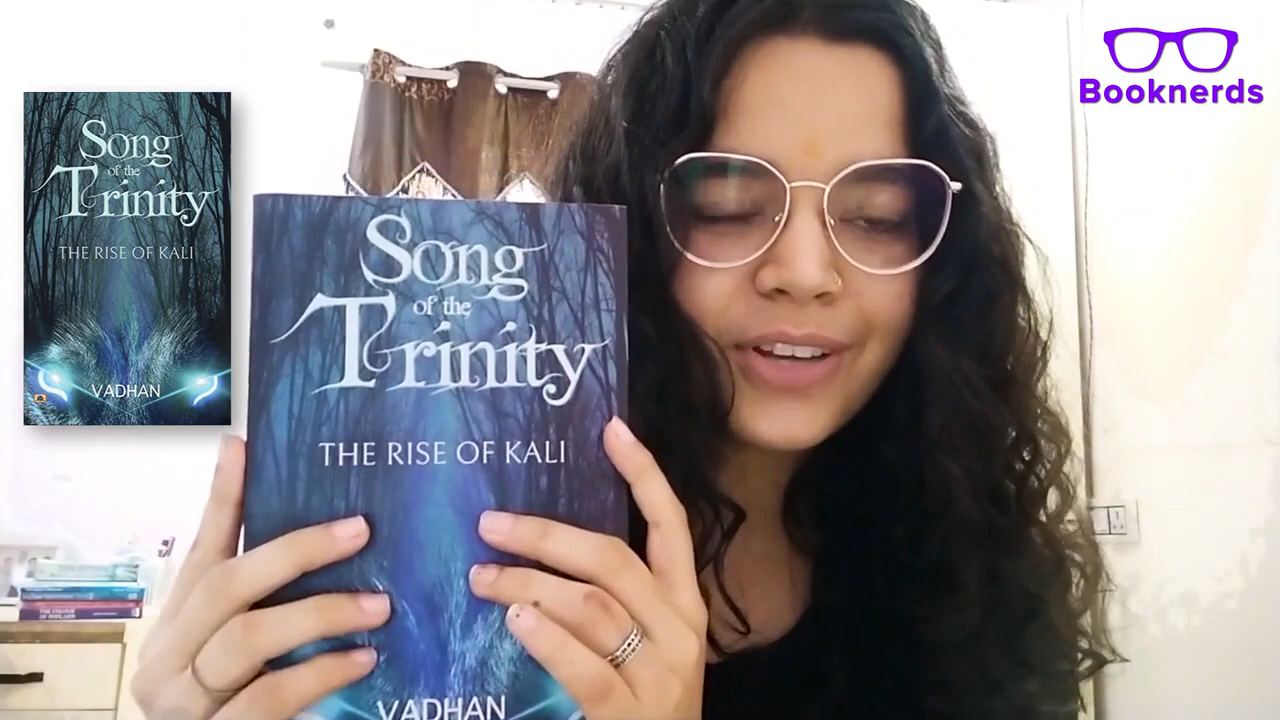 Song
of the
Trinity
THE RISE OF KALI
VADHAN
Song
of the
Trinity
THE RISE OF KALI
VADHAN
Booknerds